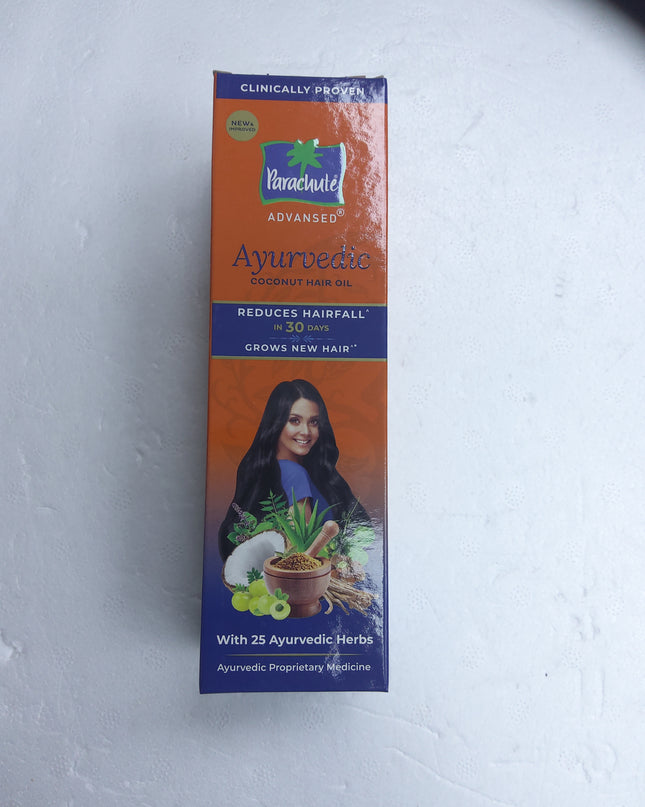 CLINICALLY PROVEN
NEW &
IMPROVED
Parachute®
ADVANSED®
Ayurvedic
COCONUT HAIR OIL
REDUCES HAIRFALL^
IN 30 DAYS
GROWS NEW HAIR^*
With 25 Ayurvedic Herbs
Ayurvedic Proprietary Medicine